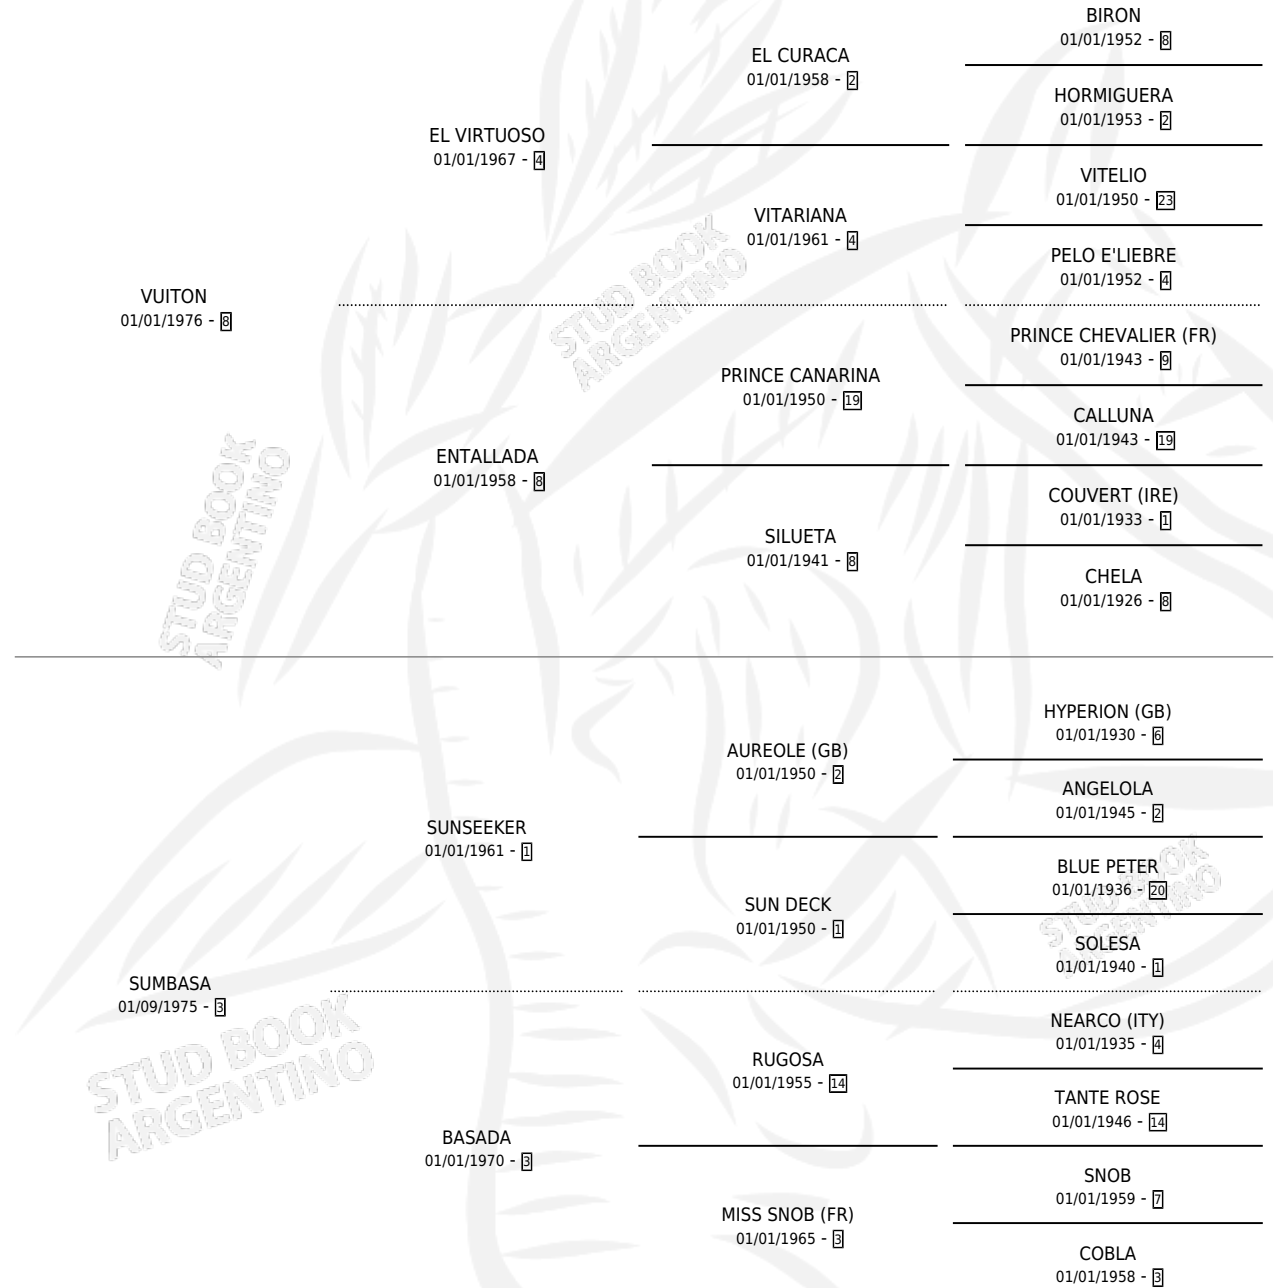 BIRON
01/01/1952 - 8
EL CURACA
01/01/1958 - 2
HORMIGUERA
01/01/1953 - 2
EL VIRTUOSO
01/01/1967 - 4
VITELIO
01/01/1950 - 23
VITARIANA
01/01/1961 - 4
PELO E'LIEBRE
01/01/1952 - 4
VUITON
01/01/1976 - 8
PRINCE CHEVALIER (FR)
01/01/1943 - 9
PRINCE CANARINA
01/01/1950 - 19
CALLUNA
01/01/1943 - 19
ENTALLADA
01/01/1958 - 8
COUVERT (IRE)
01/01/1933 - 1
SILUETA
01/01/1941 - 8
CHELA
01/01/1926 - 8
HYPERION (GB)
01/01/1930 - 6
AUREOLE (GB)
01/01/1950 - 2
ANGELOLA
01/01/1945 - 2
SUNSEEKER
01/01/1961 - 1
BLUE PETER
01/01/1936 - 20
SUN DECK
01/01/1950 - 1
SOLESA
01/01/1940 - 1
SUMBASA
01/09/1975 - 3
NEARCO (ITY)
01/01/1935 - 4
RUGOSA
01/01/1955 - 14
TANTE ROSE
01/01/1946 - 14
BASADA
01/01/1970 - 3
SNOB
01/01/1959 - 7
MISS SNOB (FR)
01/01/1965 - 3
COBLA
01/01/1958 - 3
STUD BOOK
ARGENTINO
STUD BOOK
ARGENTINO
STUD BOOK
ARGENTINO
STUD BOOK
ARGENTINO